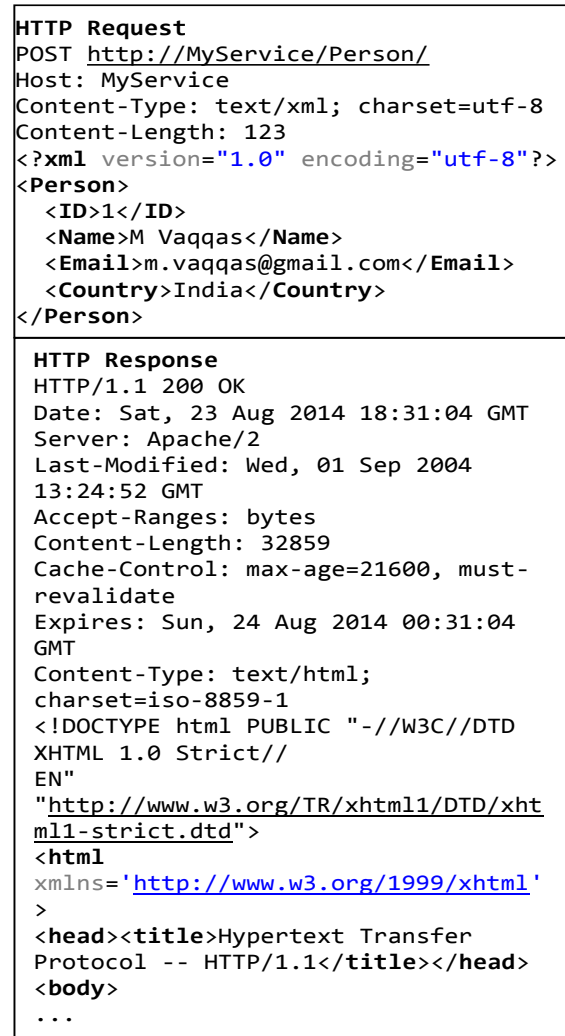 HTTP Request
POST http://MyService/Person/
Host: MyService
Content-Type: text/xml; charset=utf-8
Content-Length: 123
<?xml version="1.0" encoding="utf-8"?>
<Person>
  <ID>1</ID>
  <Name>M Vaqqas</Name>
  <Email>m.vaqqas@gmail.com</Email>
  <Country>India</Country>
</Person>
HTTP Response
HTTP/1.1 200 OK
Date: Sat, 23 Aug 2014 18:31:04 GMT
Server: Apache/2
Last-Modified: Wed, 01 Sep 2004
13:24:52 GMT
Accept-Ranges: bytes
Content-Length: 32859
Cache-Control: max-age=21600, must-
revalidate
Expires: Sun, 24 Aug 2014 00:31:04
GMT
Content-Type: text/html;
charset=iso-8859-1
<!DOCTYPE html PUBLIC "-//W3C//DTD
XHTML 1.0 Strict//
EN"
"http://www.w3.org/TR/xhtml1/DTD/xht
ml1-strict.dtd">
<html
xmlns='http://www.w3.org/1999/xhtml'
>
<head><title>Hypertext Transfer
Protocol -- HTTP/1.1</title></head>
<body>
...